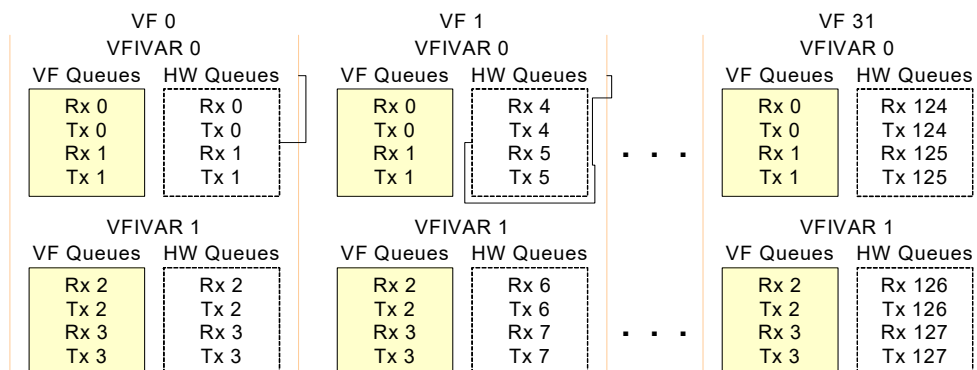 VF 0 VF 1 VF 31
VFIVAR 0 VFIVAR 0 VFIVAR 0
VF Queues HW Queues VF Queues HW Queues VF Queues HW Queues
Rx 0 Rx 0 Rx 0 Rx 4 Rx 0 Rx 124
Tx 0 Tx 0 Tx 0 Tx 4 Tx 0 Tx 124
Rx 1 Rx 1 Rx 1 Rx 5 . . . Rx 1 Rx 125
Tx 1 Tx 1 Tx 1 Tx 5 Tx 1 Tx 125
VFIVAR 1 VFIVAR 1 VFIVAR 1
VF Queues HW Queues VF Queues HW Queues VF Queues HW Queues
Rx 2 Rx 2 Rx 2 Rx 6 Rx 2 Rx 126
Tx 2 Tx 2 Tx 2 Tx 6 Tx 2 Tx 126
Rx 3 Rx 3 Rx 3 Rx 7 . . . Rx 3 Rx 127
Tx 3 Tx 3 Tx 3 Tx 7 Tx 3 Tx 127